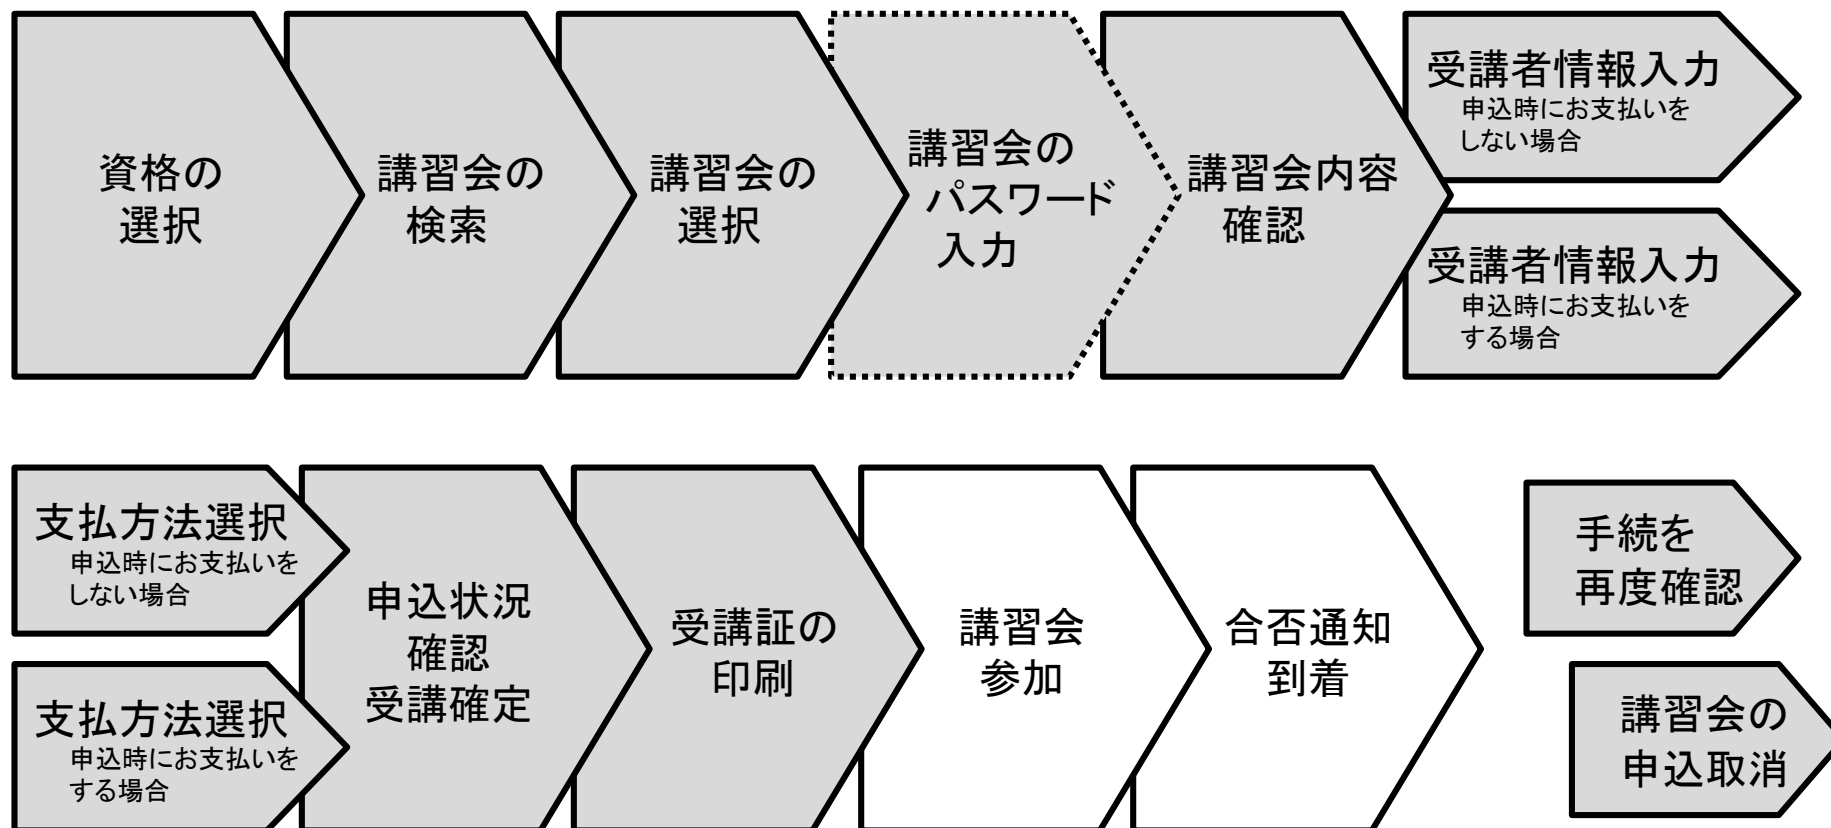 資格の
選択
講習会の
検索
講習会の
選択
講習会の
パスワード
入力
講習会内容
確認
受講者情報入力
申込時にお支払いを
しない場合
受講者情報入力
申込時にお支払いを
する場合
支払方法選択
申込時にお支払いを
しない場合
支払方法選択
申込時にお支払いを
する場合
申込状況
確認
受講確定
受講証の
印刷
講習会
参加
合否通知
到着
手続を
再度確認
講習会の
申込取消